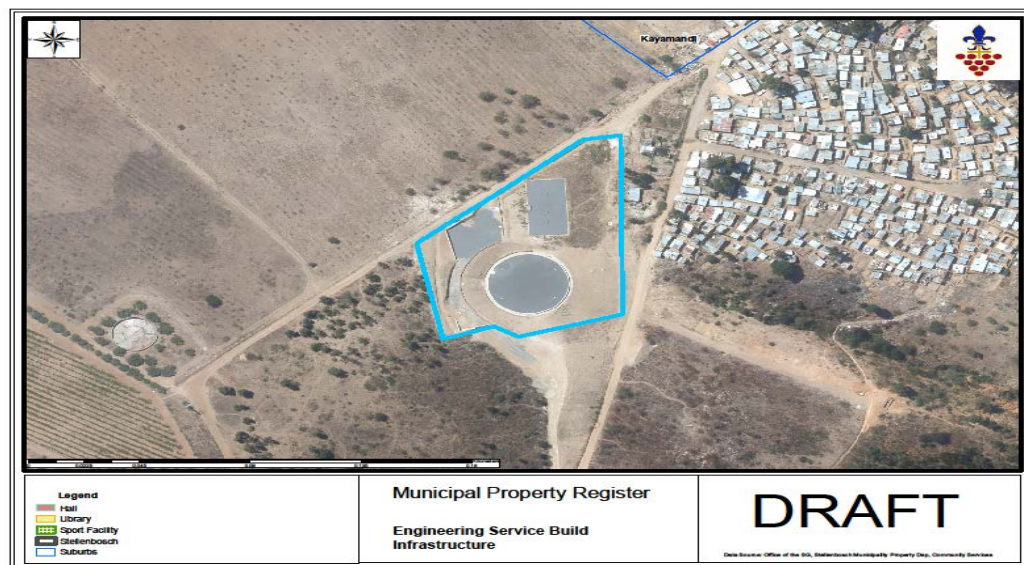 Kayamandi
Legend
Hall
Library
Sport Facility
Stellenbosch
Suburbs
Municipal Property Register
Engineering Service Build
Infrastructure
DRAFT
Data Source: Office of the SG, Stellenbosch Municipality Property Dep, Community Services